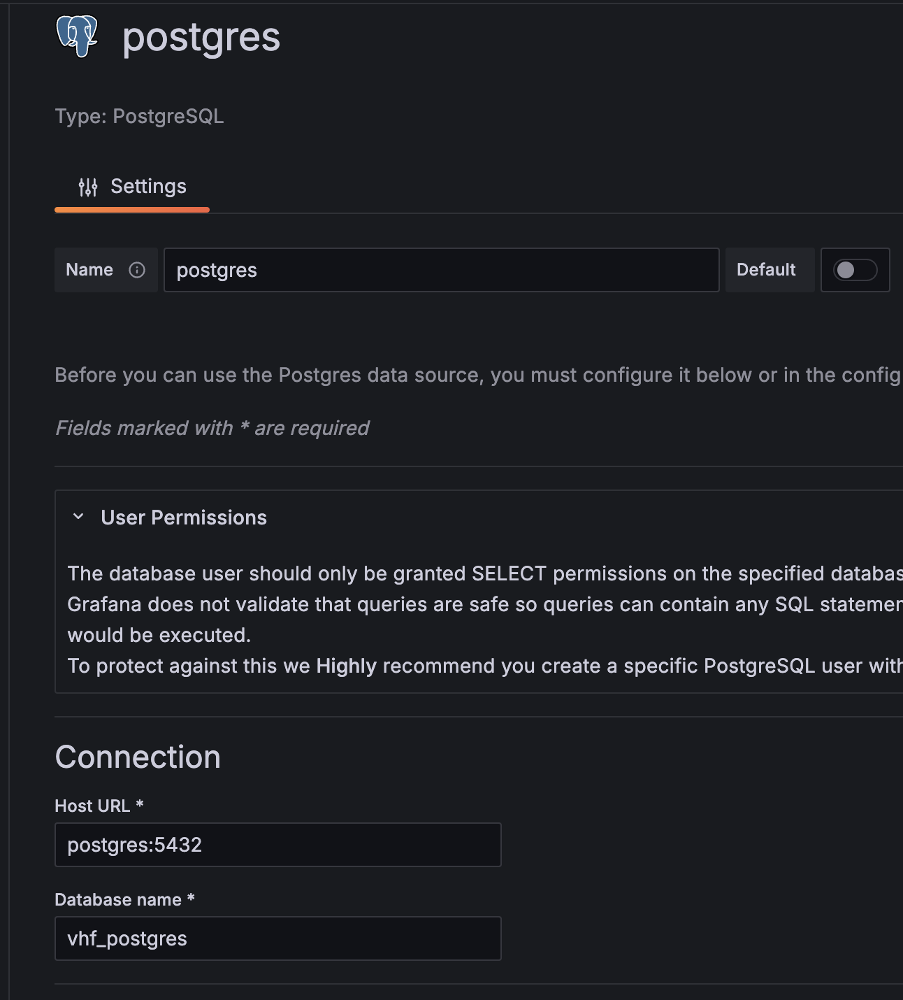 postgres
Type: PostgreSQL
Settings
Name
postgres
Default
Before you can use the Postgres data source, you must configure it below or in the config
Fields marked with * are required
User Permissions
The database user should only be granted SELECT permissions on the specified databas
Grafana does not validate that queries are safe so queries can contain any SQL statemen
would be executed.
To protect against this we Highly recommend you create a specific PostgreSQL user with
Connection
Host URL *
postgres:5432
Database name *
vhf_postgres